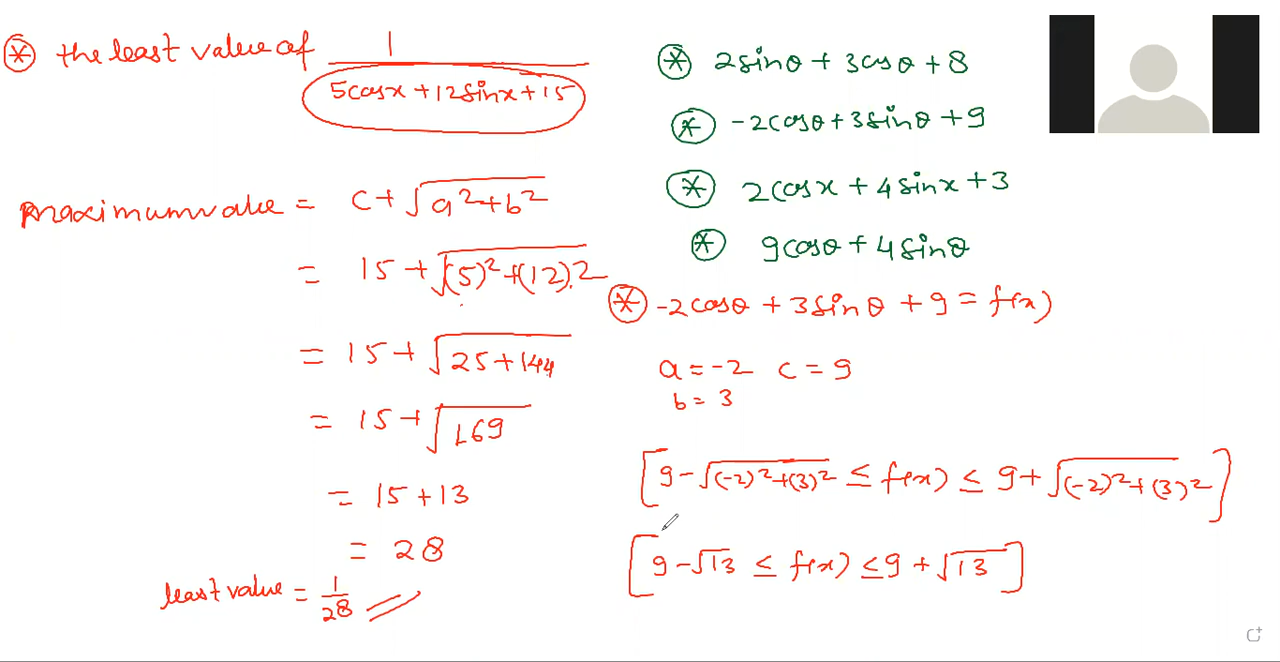 ⊛ the least value of 1/(5cosx + 12sinx + 15)
maximum value = c + √(a² + b²)
= 15 + √((5)² + (12)²)
= 15 + √(25 + 144)
= 15 + √169
= 15 + 13
= 28
least value = 1/28
⊛ 2sinθ + 3cosθ + 8
⊛ -2cosθ + 3sinθ + 9
⊛ 2cosx + 4sinx + 3
⊛ 9cosθ + 4sinθ
⊛ -2cosθ + 3sinθ + 9 = f(x)
a = -2 c = 9
b = 3
[9 - √((-2)² + (3)²) ≤ f(x) ≤ 9 + √((-2)² + (3)²)]
[9 - √13 ≤ f(x) ≤ 9 + √13]